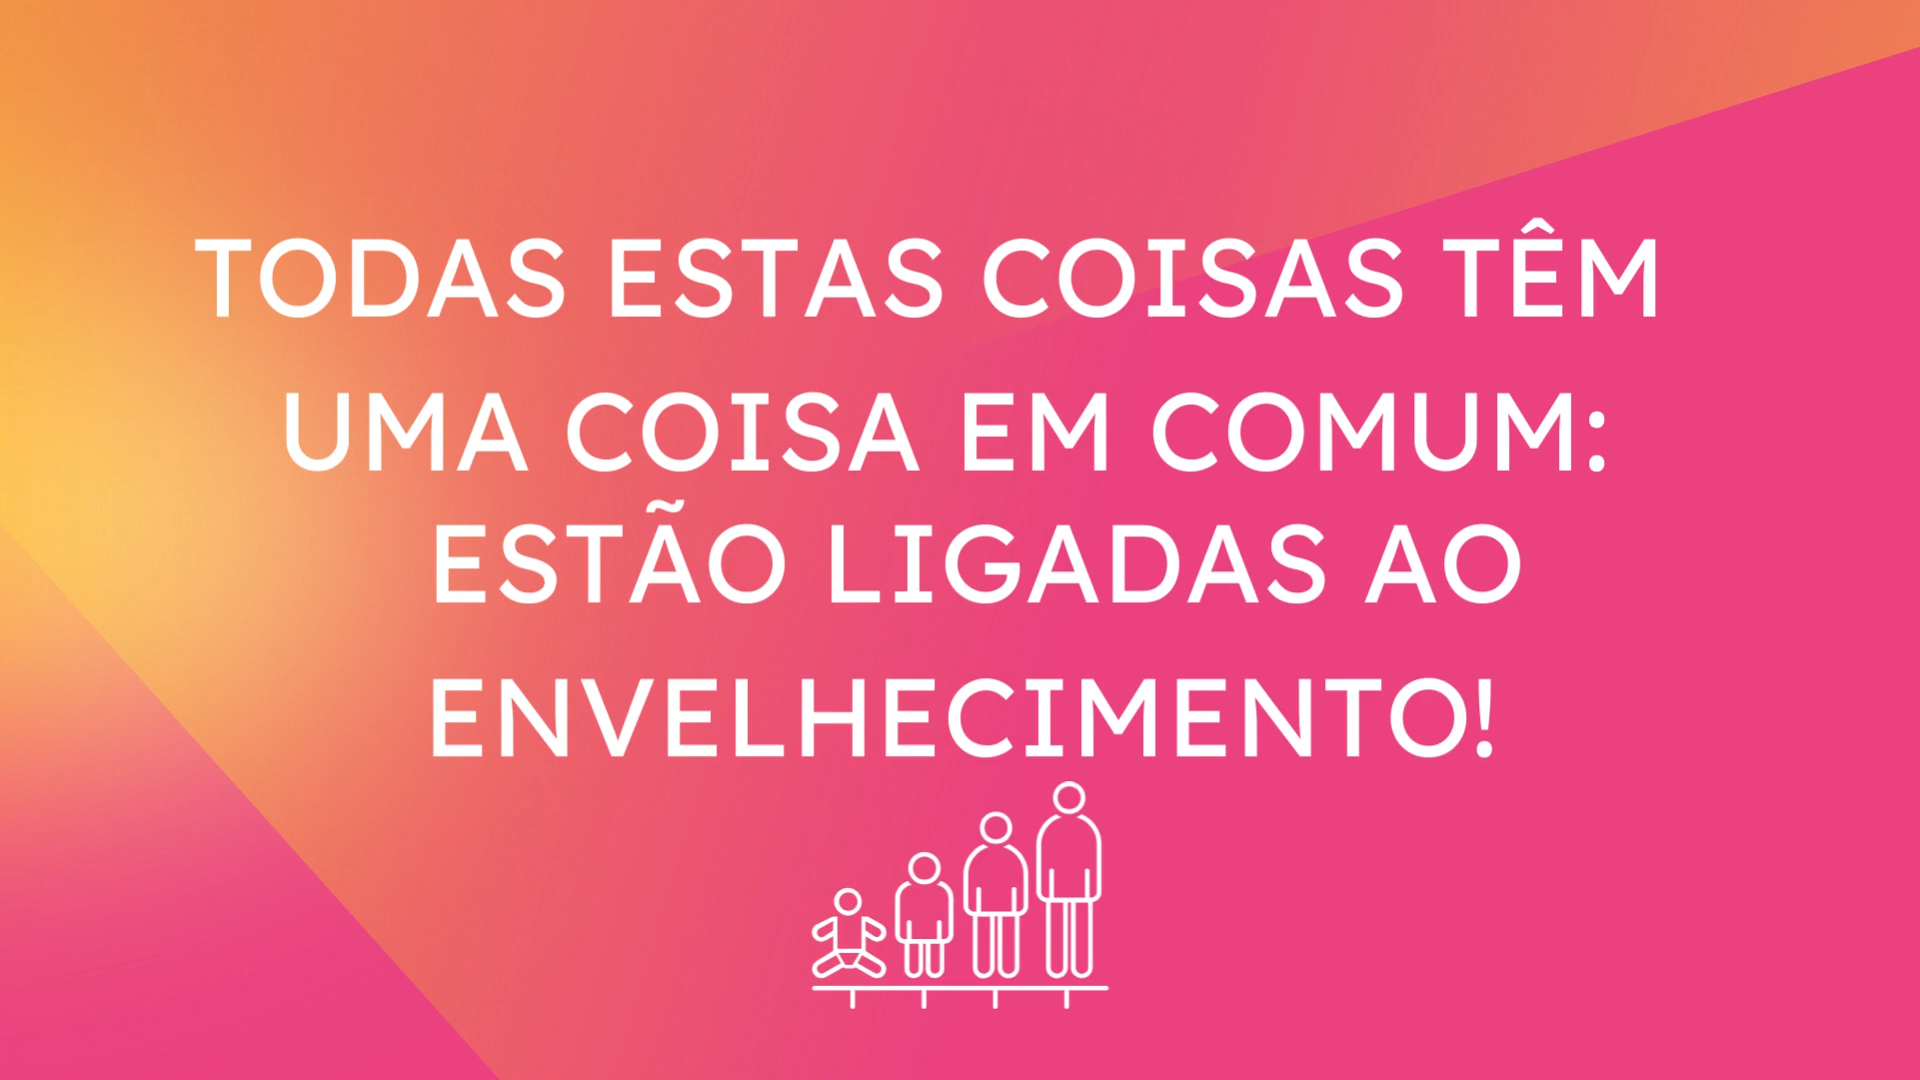 TODAS ESTAS COISAS TÊM
UMA COISA EM COMUM:
ESTÃO LIGADAS AO
ENVELHECIMENTO!